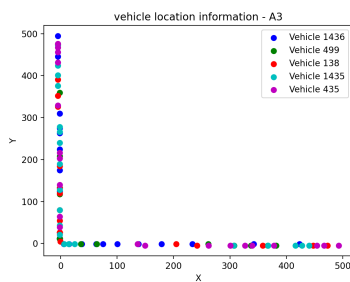 vehicle location information - A3
Vehicle 1436
Vehicle 499
Vehicle 138
Vehicle 1435
Vehicle 435
500
400
300
200
100
0
Y
0 100 200 300 400 500
X